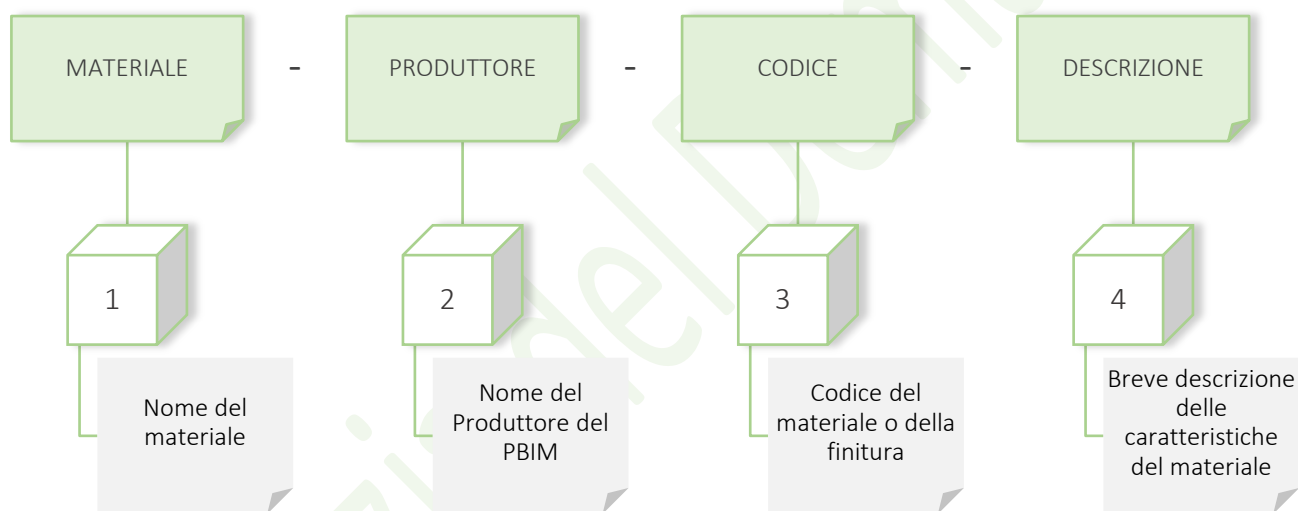 MATERIALE - PRODUTTORE - CODICE - DESCRIZIONE
1 2 3 4
Nome del
materiale
Nome del
Produttore del
PBIM
Codice del
materiale o della
finitura
Breve descrizione
delle
caratteristiche
del materiale